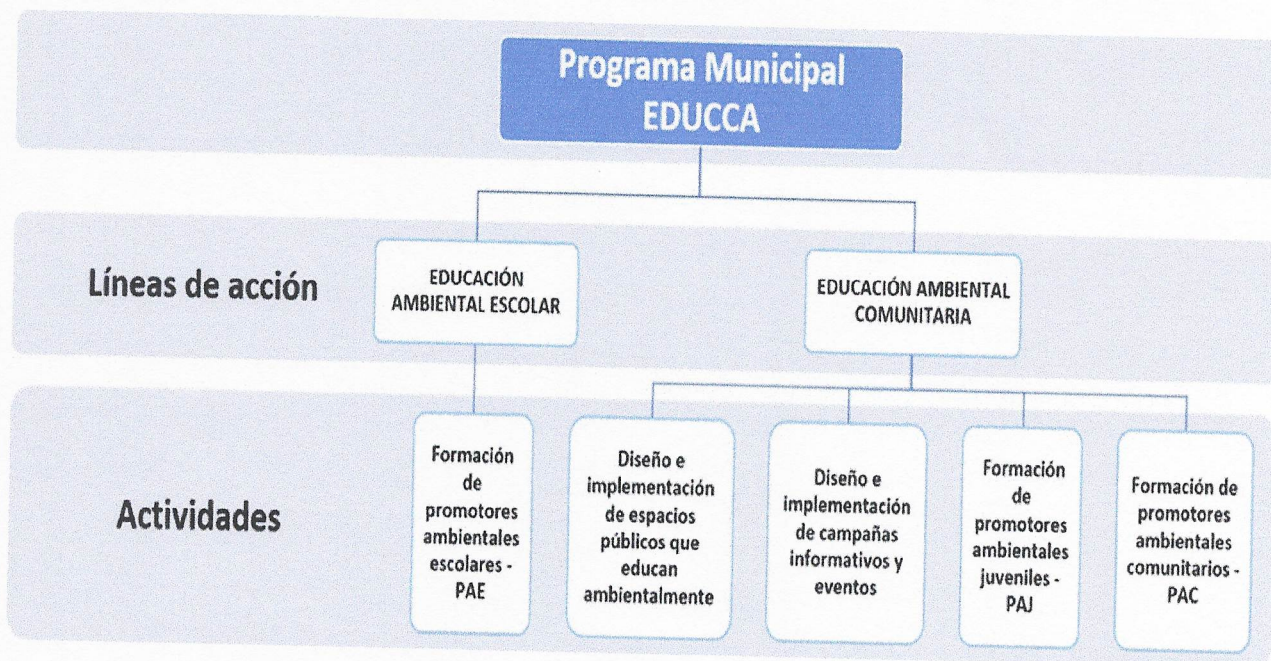 Programa Municipal
EDUCCA
Líneas de acción
EDUCACIÓN
AMBIENTAL ESCOLAR
EDUCACIÓN AMBIENTAL
COMUNITARIA
Actividades
Formación
de
promotores
ambientales
escolares -
PAE
Diseño e
implementación
de espacios
públicos que
educan
ambientalmente
Diseño e
implementación
de campañas
informativos y
eventos
Formación
de
promotores
ambientales
juveniles -
PAJ
Formación de
promotores
ambientales
comunitarios -
PAC